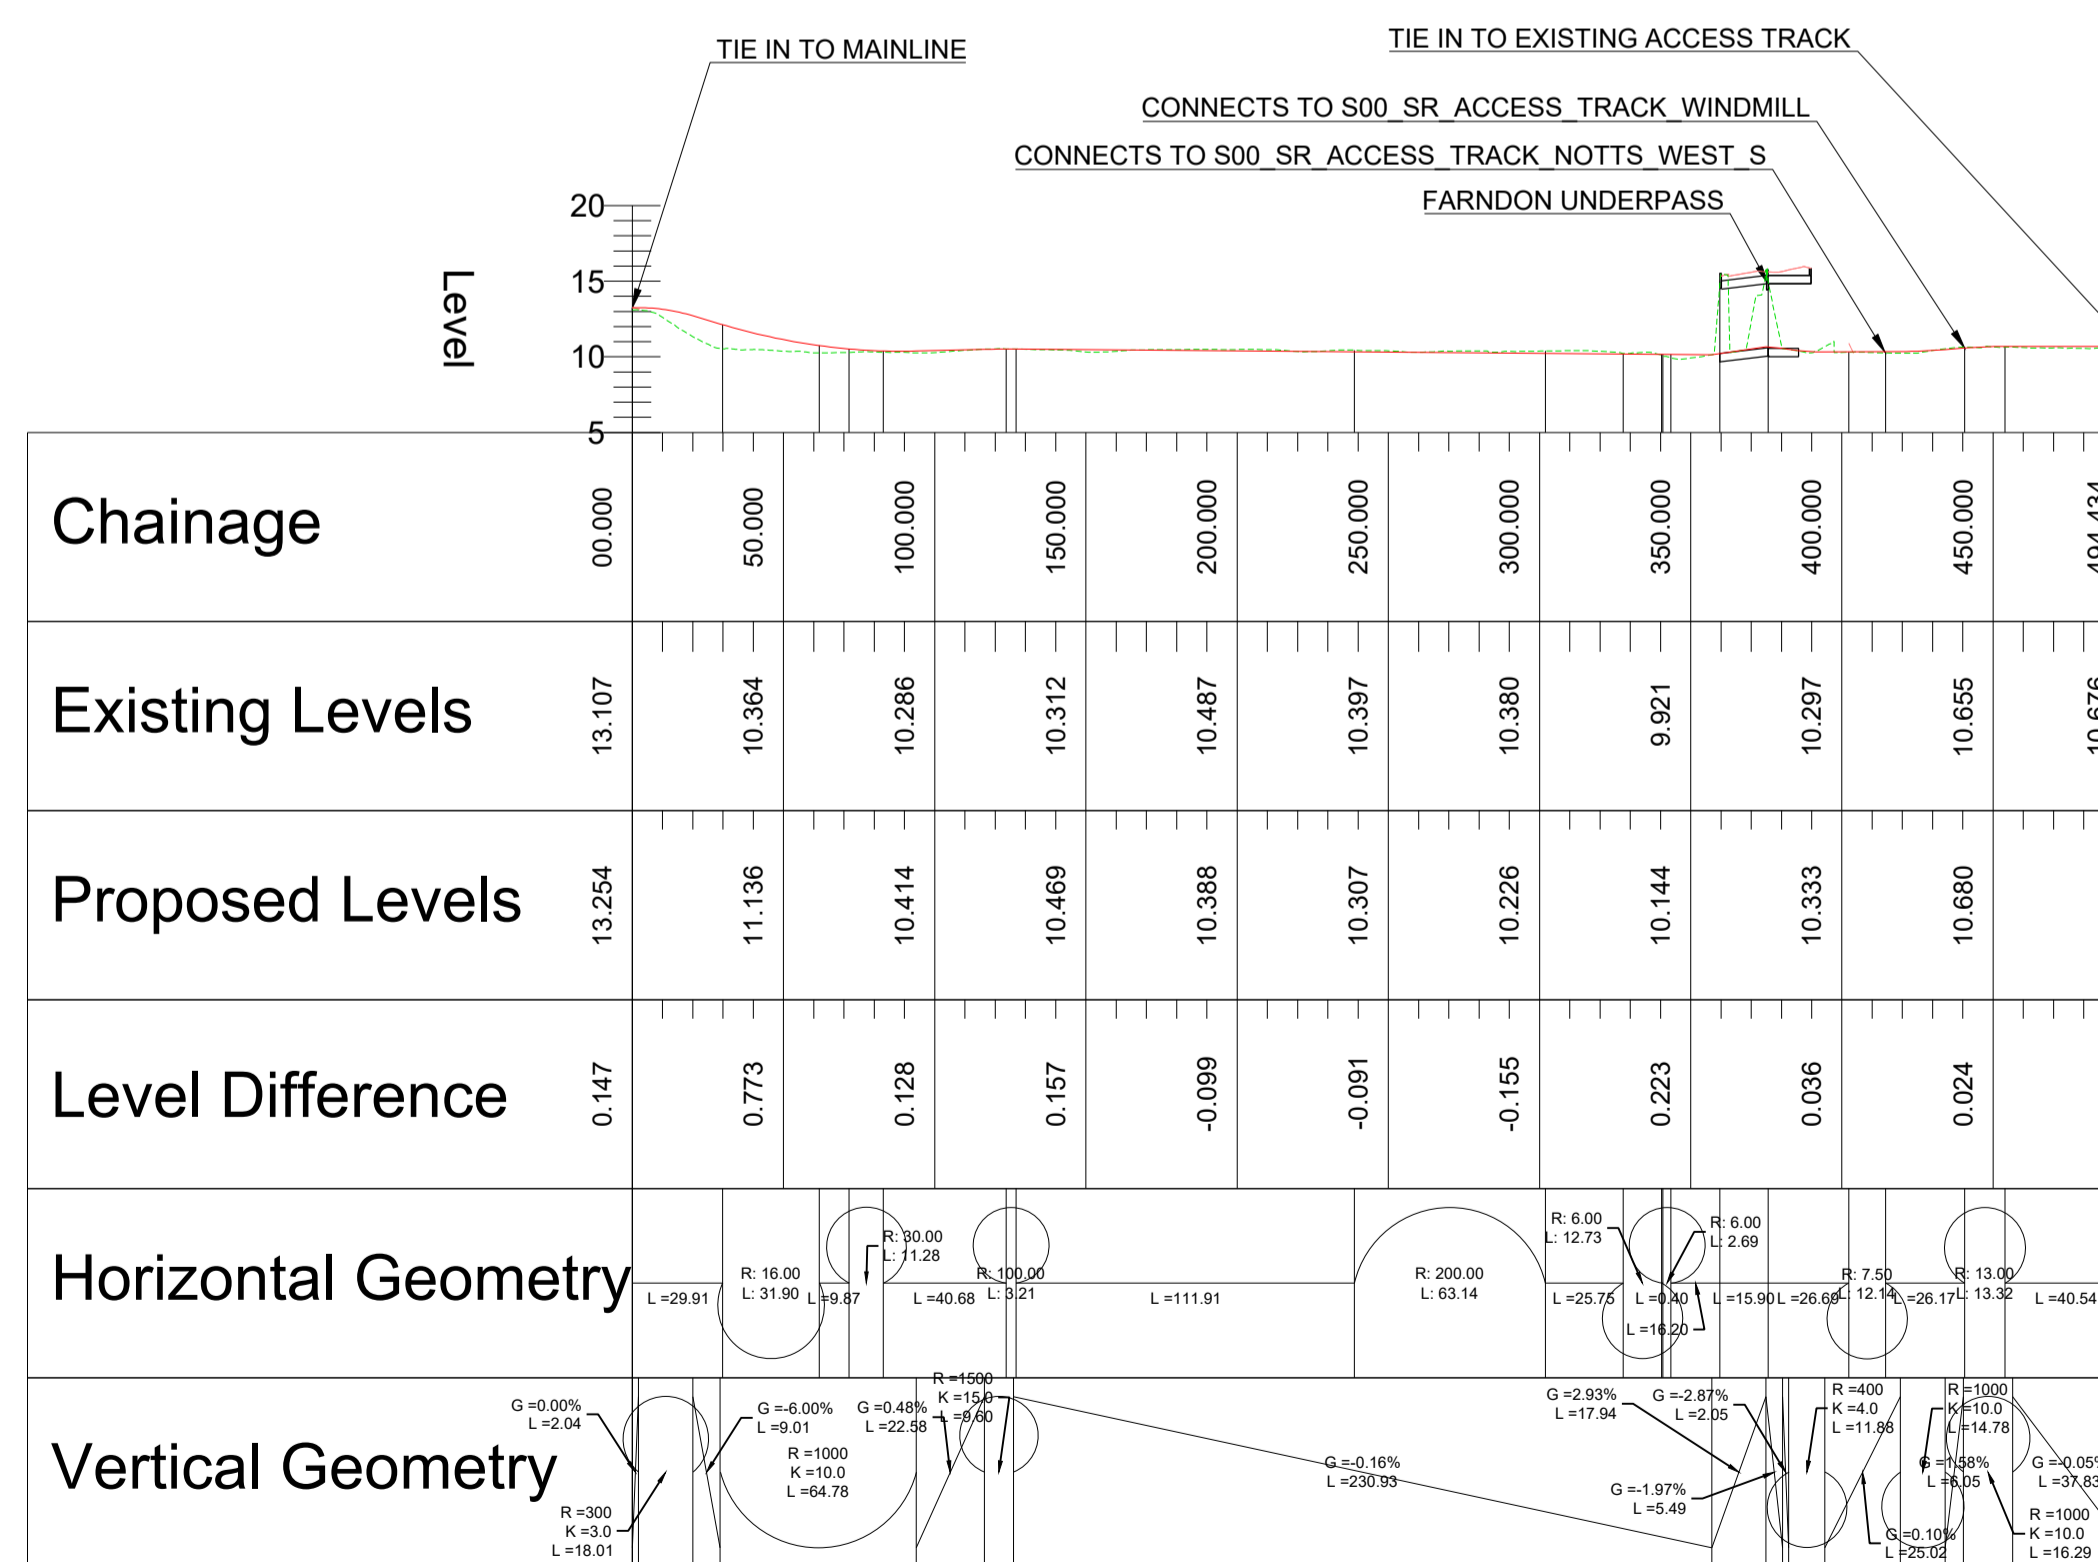 TIE IN TO MAINLINE
TIE IN TO EXISTING ACCESS TRACK
CONNECTS TO S00_SR_ACCESS_TRACK_WINDMILL
CONNECTS TO S00_SR_ACCESS_TRACK_NOTTS_WEST_S
FARNDON UNDERPASS
Level
20
15
10
5
Chainage
00.000
50.000
100.000
150.000
200.000
250.000
300.000
350.000
400.000
450.000
494.434
Existing Levels
13.107
10.364
10.286
10.312
10.487
10.397
10.380
9.921
10.297
10.655
10.676
Proposed Levels
13.254
11.136
10.414
10.469
10.388
10.307
10.226
10.144
10.333
10.680
Level Difference
0.147
0.773
0.128
0.157
-0.099
-0.091
-0.155
0.223
0.036
0.024
Horizontal Geometry
L =29.91
R: 16.00
L: 31.90
L =9.87
R: 30.00
L: 11.28
L =40.68
R: 100.00
L: 3.21
L =111.91
R: 200.00
L: 63.14
L =25.75
R: 6.00
L: 12.73
L =0.40
R: 6.00
L: 2.69
L =16.20
L =15.90
L =26.69
R: 7.50
L: 12.14
L =26.17
R: 13.00
L: 13.32
L =40.54
Vertical Geometry
G =0.00%
L =2.04
R =300
K =3.0
L =18.01
G =-6.00%
L =9.01
R =1000
K =10.0
L =64.78
G =0.48%
L =22.58
R =1500
K =15.0
L =9.60
G =-0.16%
L =230.93
G =2.93%
L =17.94
G =-1.97%
L =5.49
G =-2.87%
L =2.05
R =400
K =4.0
L =11.88
G =0.10%
L =25.02
R =1000
K =10.0
L =14.78
G =1.58%
L =6.05
R =1000
K =10.0
L =16.29
G =-0.05%
L =37.83